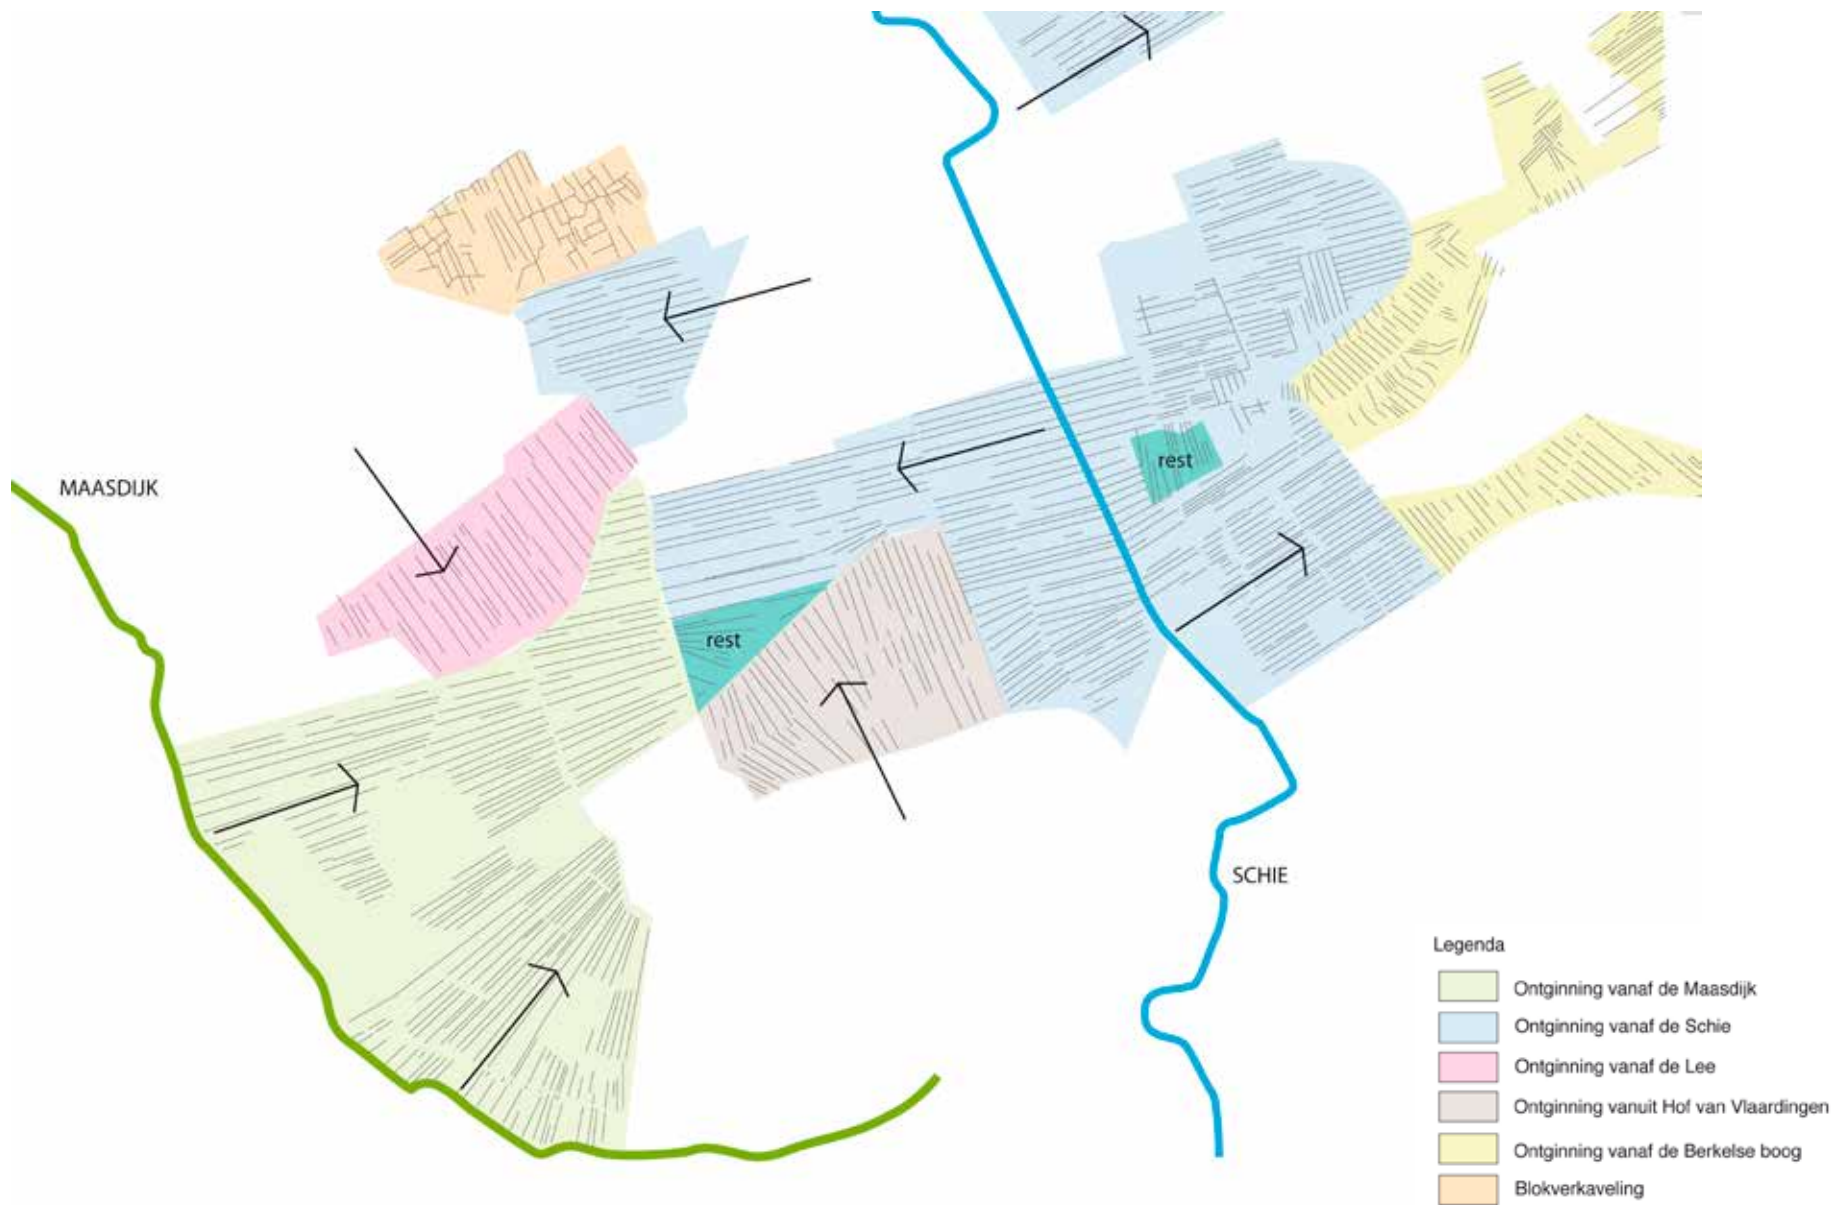 MAASDIJK
rest
rest
SCHIE
Legenda
Ontginning vanaf de Maasdijk
Ontginning vanaf de Schie
Ontginning vanaf de Lee
Ontginning vanuit Hof van Vlaardingen
Ontginning vanaf de Berkelse boog
Blokverkaveling